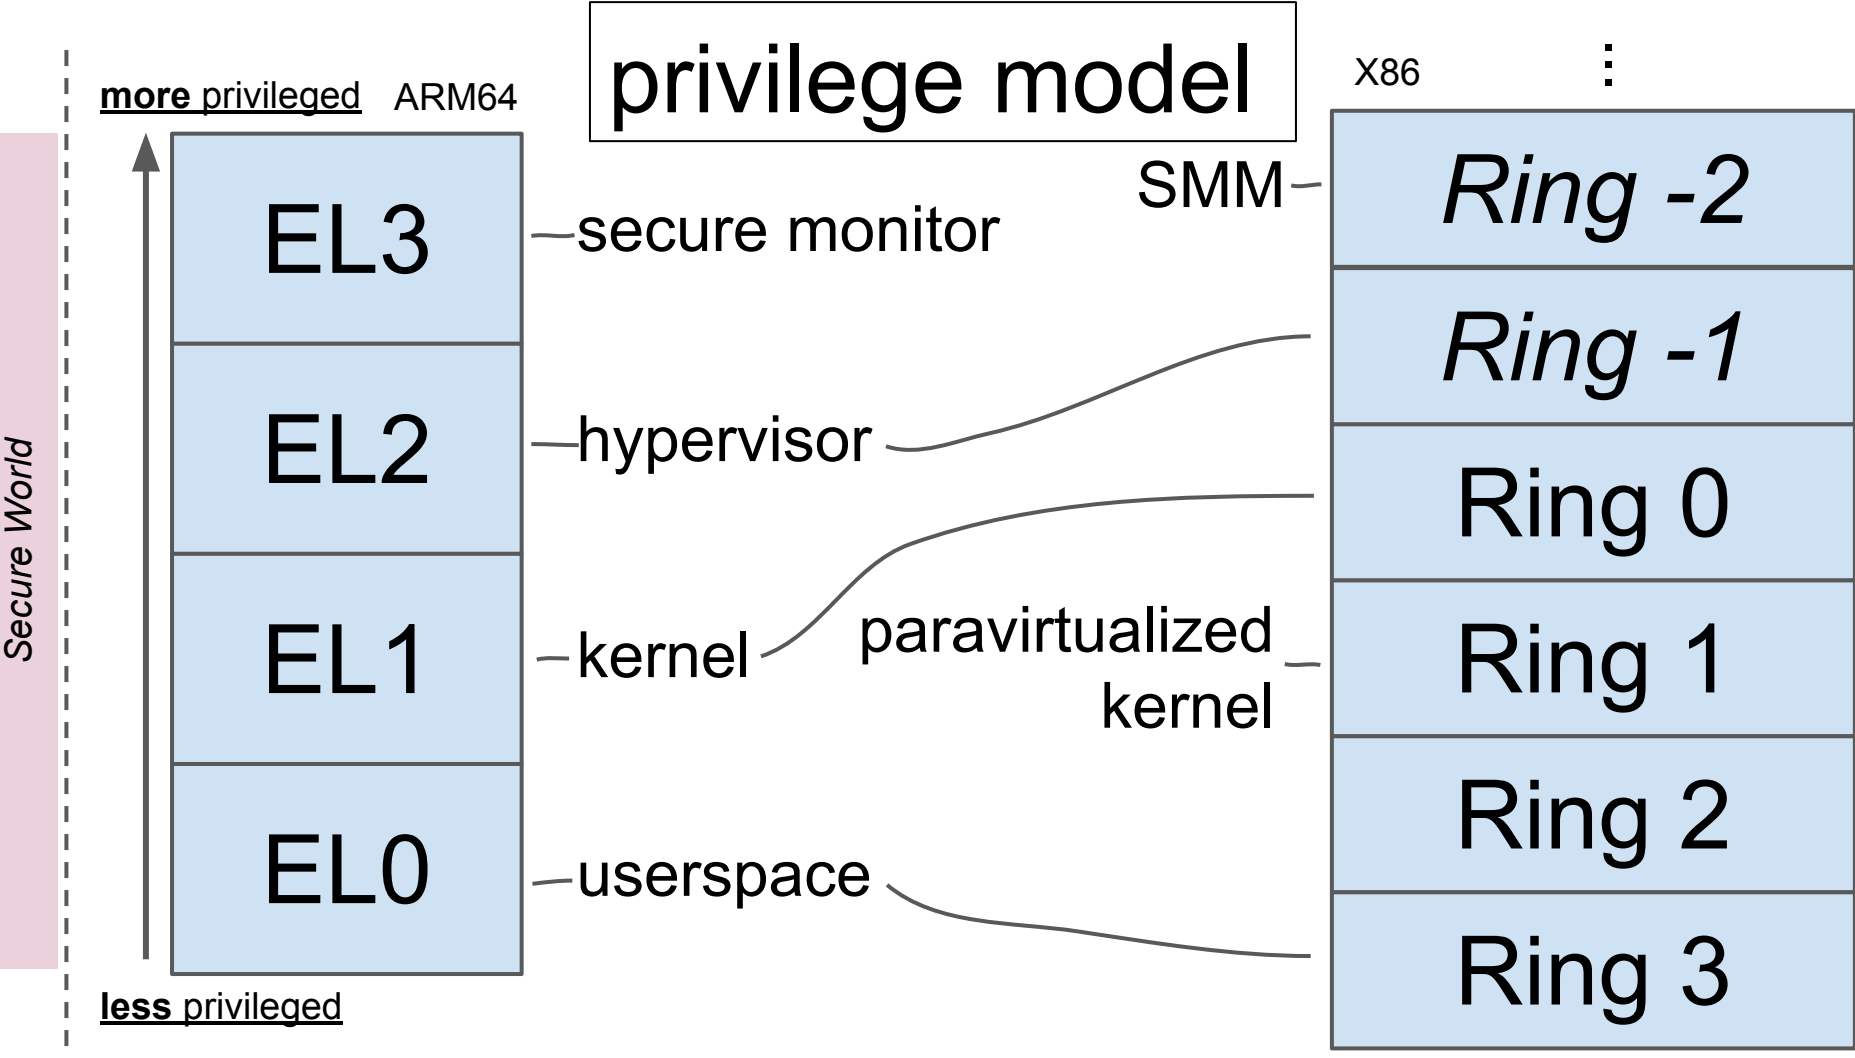 privilege model
more privileged
ARM64
EL3
EL2
EL1
EL0
less privileged
Secure World
secure monitor
hypervisor
kernel
userspace
SMM
paravirtualized
kernel
X86
⋮
Ring -2
Ring -1
Ring 0
Ring 1
Ring 2
Ring 3